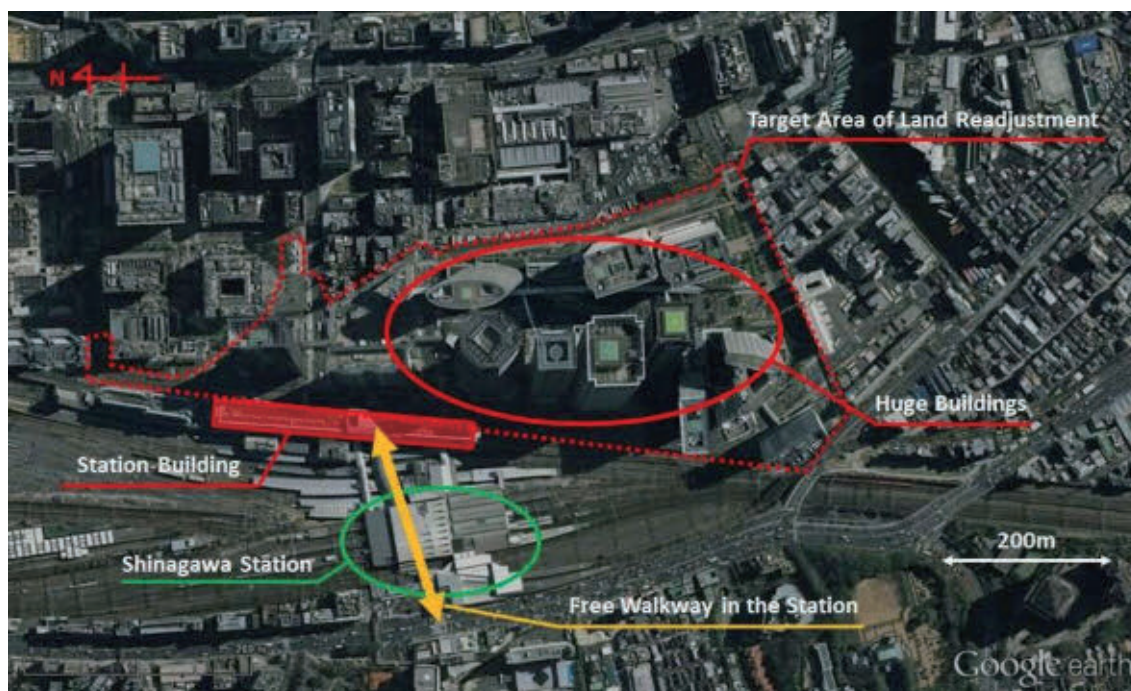 N
Target Area of Land Readjustment
Huge Buildings
Station Building
Shinagawa Station
200m
Free Walkway in the Station
Google earth